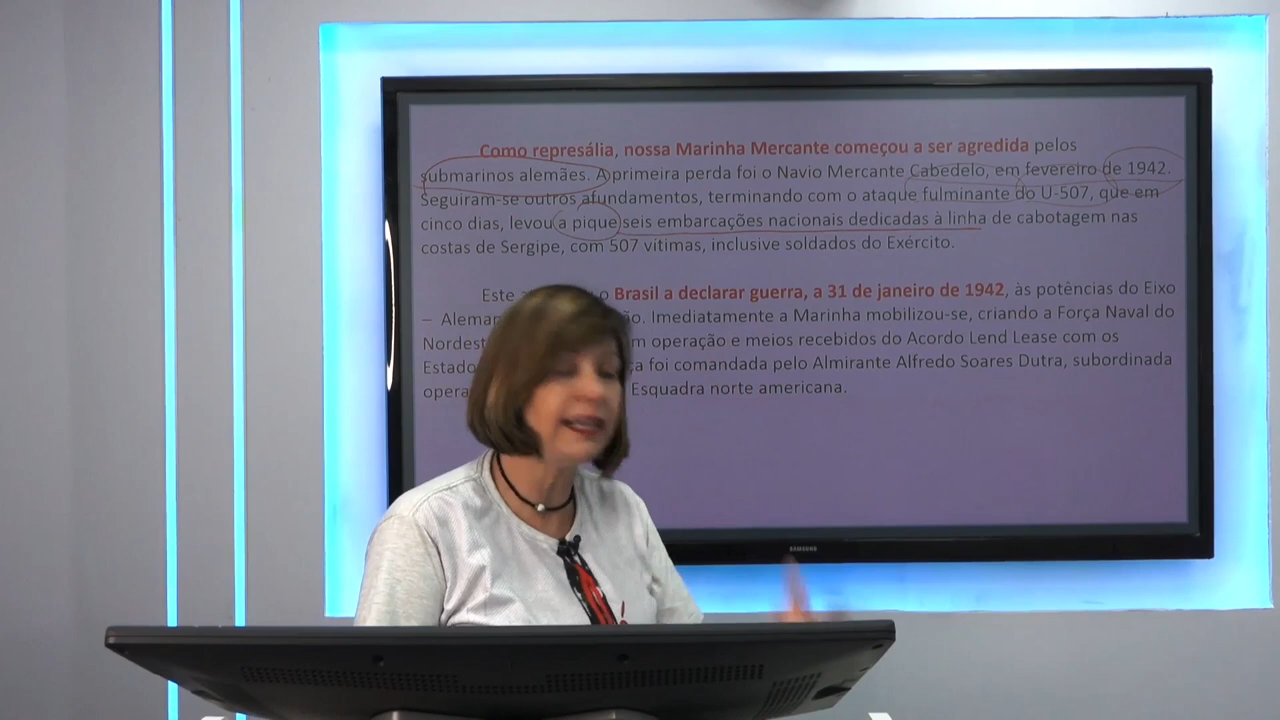 Como represália, nossa Marinha Mercante começou a ser agredida pelos
submarinos alemães. A primeira perda foi o Navio Mercante Cabedelo, em fevereiro de 1942.
Seguiram-se outros afundamentos, terminando com o ataque fulminante do U-507, que em
cinco dias, levou a pique seis embarcações nacionais dedicadas à linha de cabotagem nas
costas de Sergipe, com 507 vítimas, inclusive soldados do Exército.
Este o Brasil a declarar guerra, a 31 de janeiro de 1942, às potências do Eixo
– Imediatamente a Marinha mobilizou-se, criando a Força Naval do
operação e meios recebidos do Acordo Lend Lease com os
foi comandada pelo Almirante Alfredo Soares Dutra, subordinada
Esquadra norte americana.
SAMSUNG